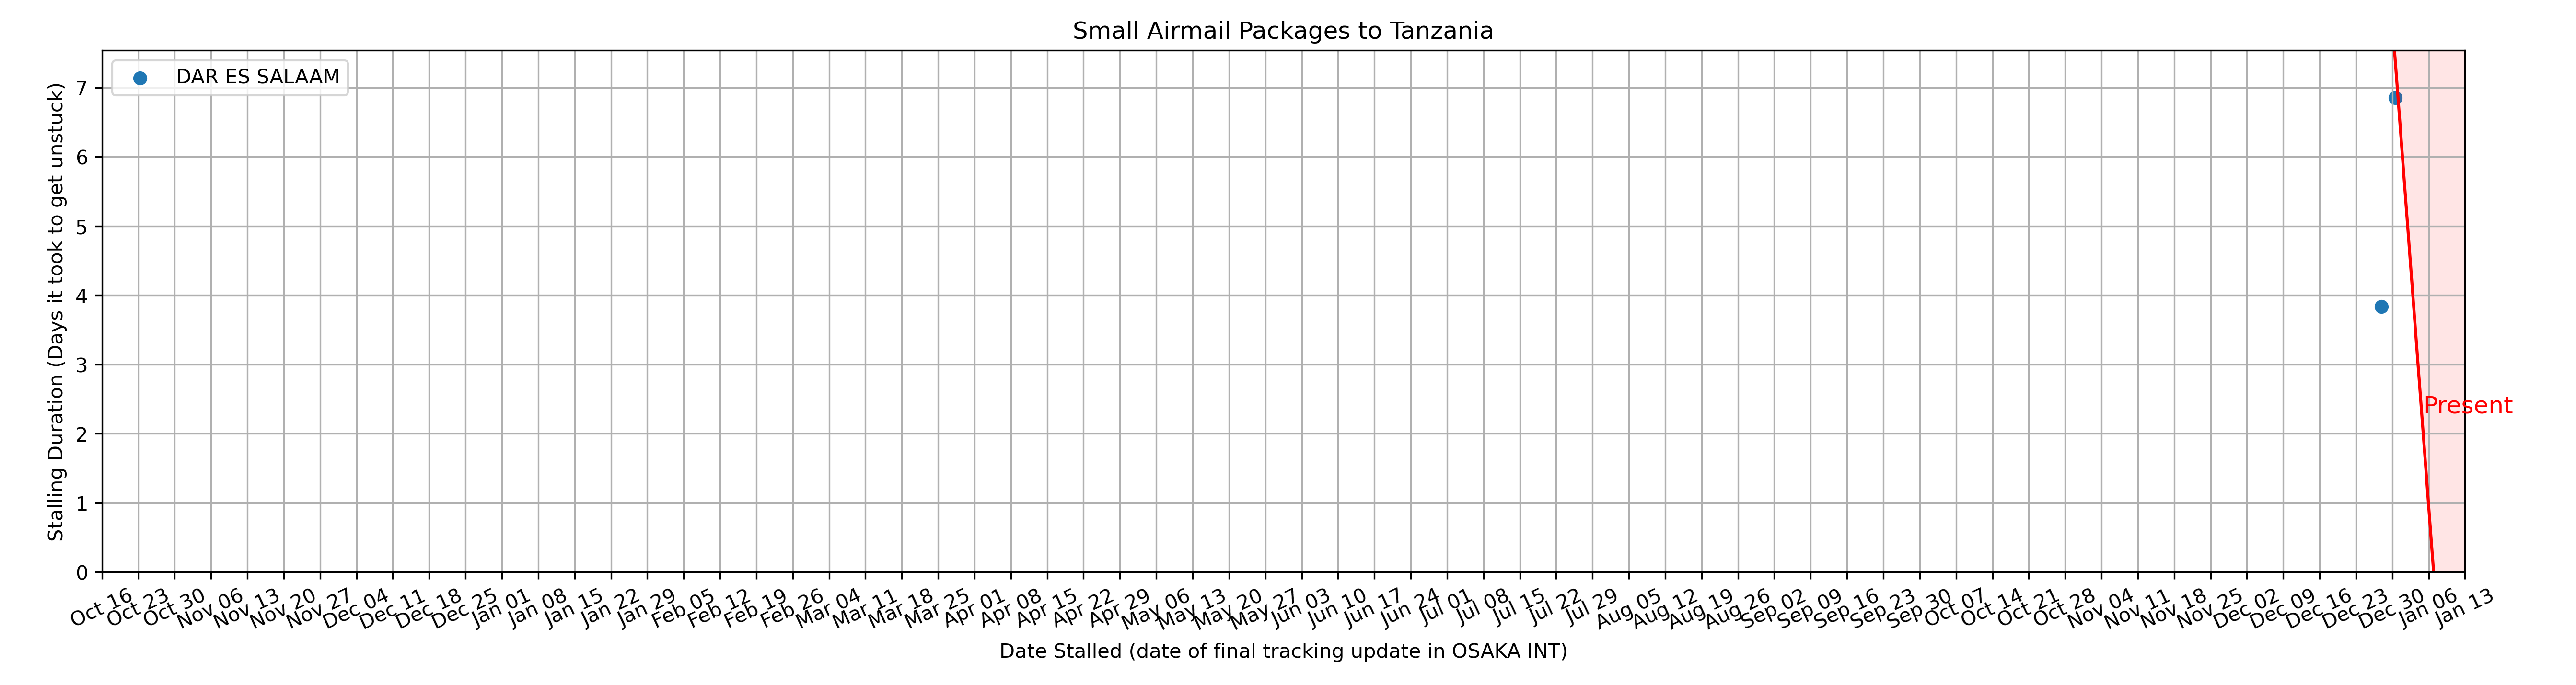 Small Airmail Packages to Tanzania
DAR ES SALAAM
Stalling Duration (Days it took to get unstuck)
7
6
5
4
3
2
1
0
Present
Oct 16 Oct 23 Oct 30 Nov 06 Nov 13 Nov 20 Nov 27 Dec 04 Dec 11 Dec 18 Dec 25 Jan 01 Jan 08 Jan 15 Jan 22 Jan 29 Feb 05 Feb 12 Feb 19 Feb 26 Mar 04 Mar 11 Mar 18 Mar 25 Apr 01 Apr 08 Apr 15 Apr 22 Apr 29 May 06 May 13 May 20 May 27 Jun 03 Jun 10 Jun 17 Jun 24 Jul 01 Jul 08 Jul 15 Jul 22 Jul 29 Aug 05 Aug 12 Aug 19 Aug 26 Sep 02 Sep 09 Sep 16 Sep 23 Sep 30 Oct 07 Oct 14 Oct 21 Oct 28 Nov 04 Nov 11 Nov 18 Nov 25 Dec 02 Dec 09 Dec 16 Dec 23 Dec 30 Jan 06 Jan 13
Date Stalled (date of final tracking update in OSAKA INT)